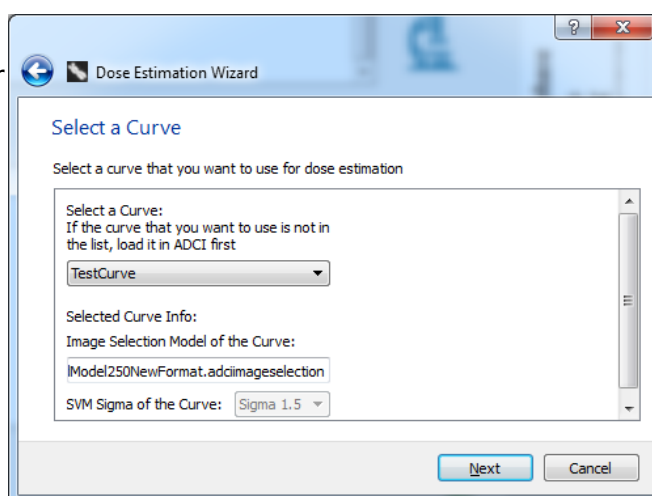 ?
Dose Estimation Wizard
Select a Curve
Select a curve that you want to use for dose estimation
Select a Curve:
If the curve that you want to use is not in
the list, load it in ADCI first
TestCurve
Selected Curve Info:
Image Selection Model of the Curve:
lModel250NewFormat.adciimageselection
SVM Sigma of the Curve: Sigma 1.5
Next Cancel